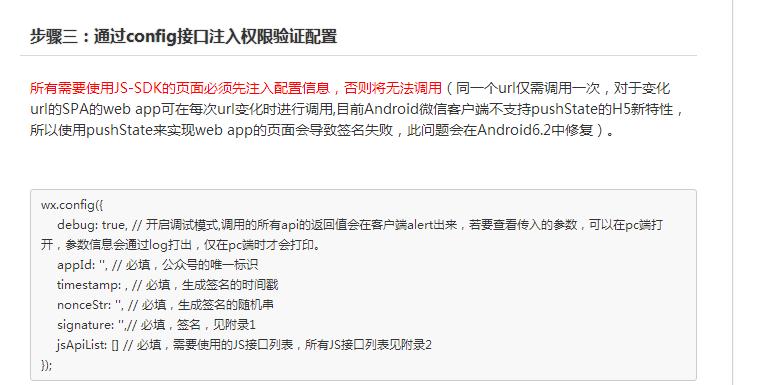 步骤三：通过config接口注入权限验证配置
所有需要使用JS-SDK的页面必须先注入配置信息，否则将无法调用（同一个url仅需调用一次，对于变化
url的SPA的web app可在每次url变化时进行调用,目前Android微信客户端不支持pushState的H5新特性，
所以使用pushState来实现web app的页面会导致签名失败，此问题会在Android6.2中修复）。
wx.config({
debug: true, // 开启调试模式,调用的所有api的返回值会在客户端alert出来，若要查看传入的参数，可以在pc端打
开，参数信息会通过log打出，仅在pc端时才会打印。
appId: '', // 必填，公众号的唯一标识
timestamp: , // 必填，生成签名的时间戳
nonceStr: '', // 必填，生成签名的随机串
signature: '',// 必填，签名，见附录1
jsApiList: [] // 必填，需要使用的JS接口列表，所有JS接口列表见附录2
});